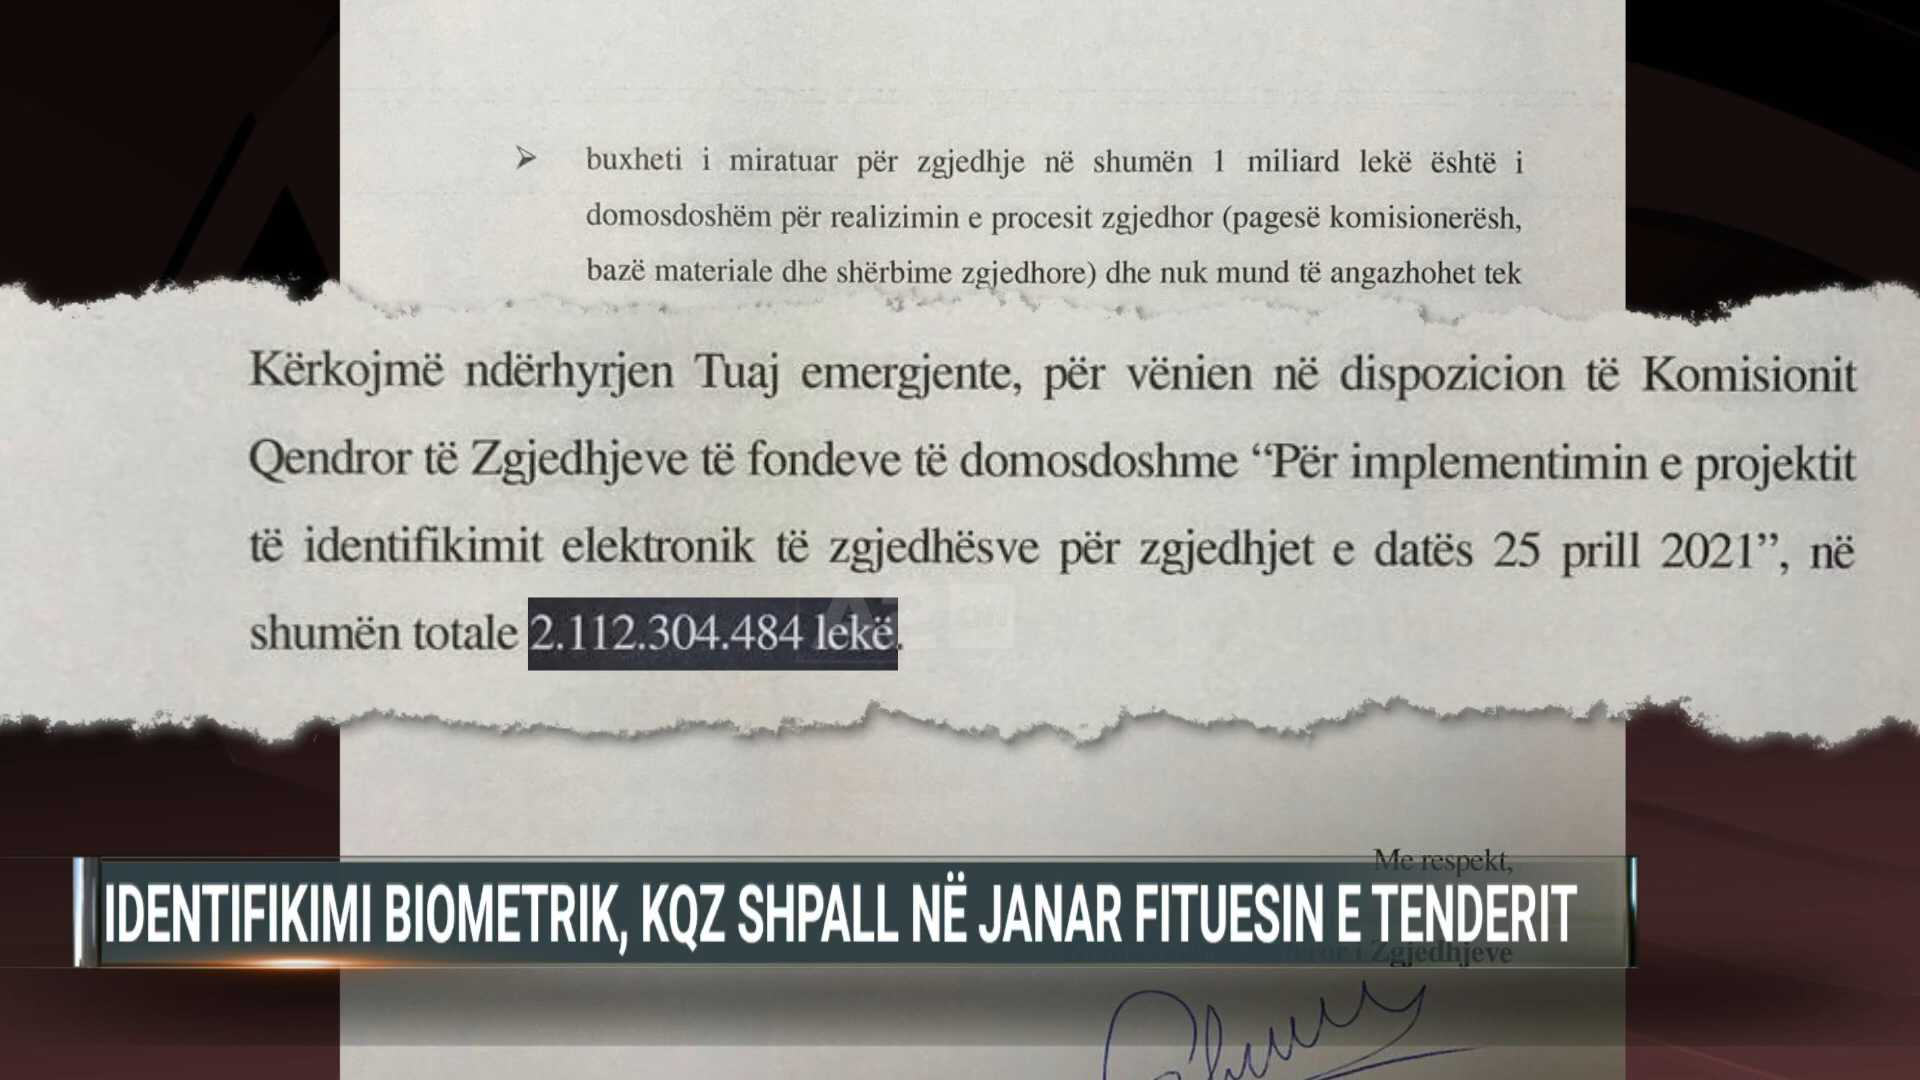 ➢ buxheti i miratuar për zgjedhje në shumën 1 miliard lekë është i
domosdoshëm për realizimin e procesit zgjedhor (pagesë komisionerësh,
bazë materiale dhe shërbime zgjedhore) dhe nuk mund të angazhohet tek
Kërkojmë ndërhyrjen Tuaj emergjente, për vënien në dispozicion të Komisionit
Qendror të Zgjedhjeve të fondeve të domosdoshme “Për implementimin e projektit
të identifikimit elektronik të zgjedhësve për zgjedhjet e datës 25 prill 2021”, në
shumën totale 2.112.304.484 lekë.
A2 CNN
Me respekt,
IDENTIFIKIMI BIOMETRIK, KQZ SHPALL NË JANAR FITUESIN E TENDERIT
i Zgjedhjeve